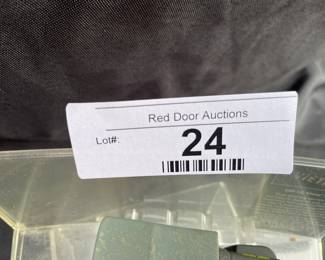 Red Door Auctions
Lot#: 24